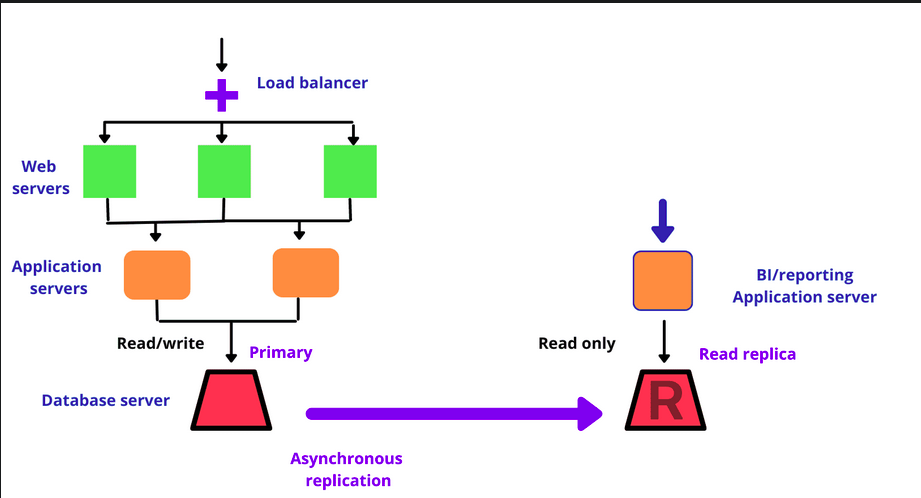 Load balancer
Web
servers
Application
servers
BI/reporting
Application server
Read/write
Primary
Read only
Read replica
Database server
R
Asynchronous
replication